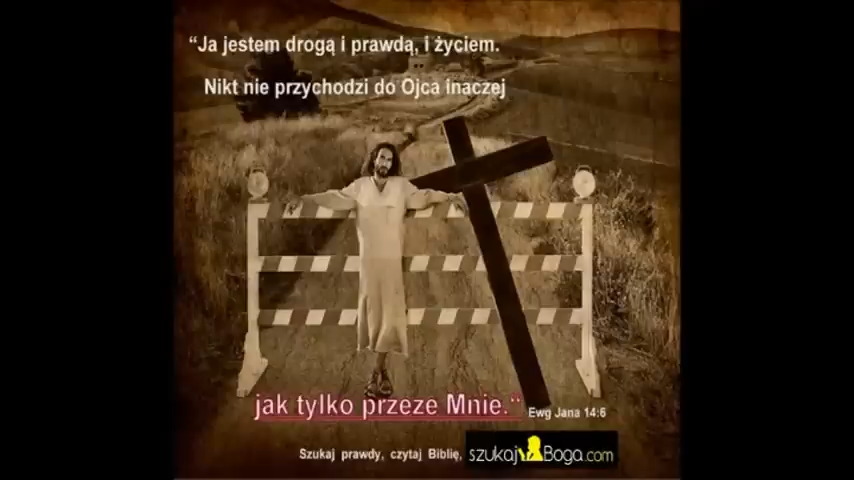 “Ja jestem drogą i prawdą, i życiem.
Nikt nie przychodzi do Ojca inaczej
jak tylko przeze Mnie.“ Ewg Jana 14:6
Szukaj prawdy, czytaj Biblię, szukajBoga.com